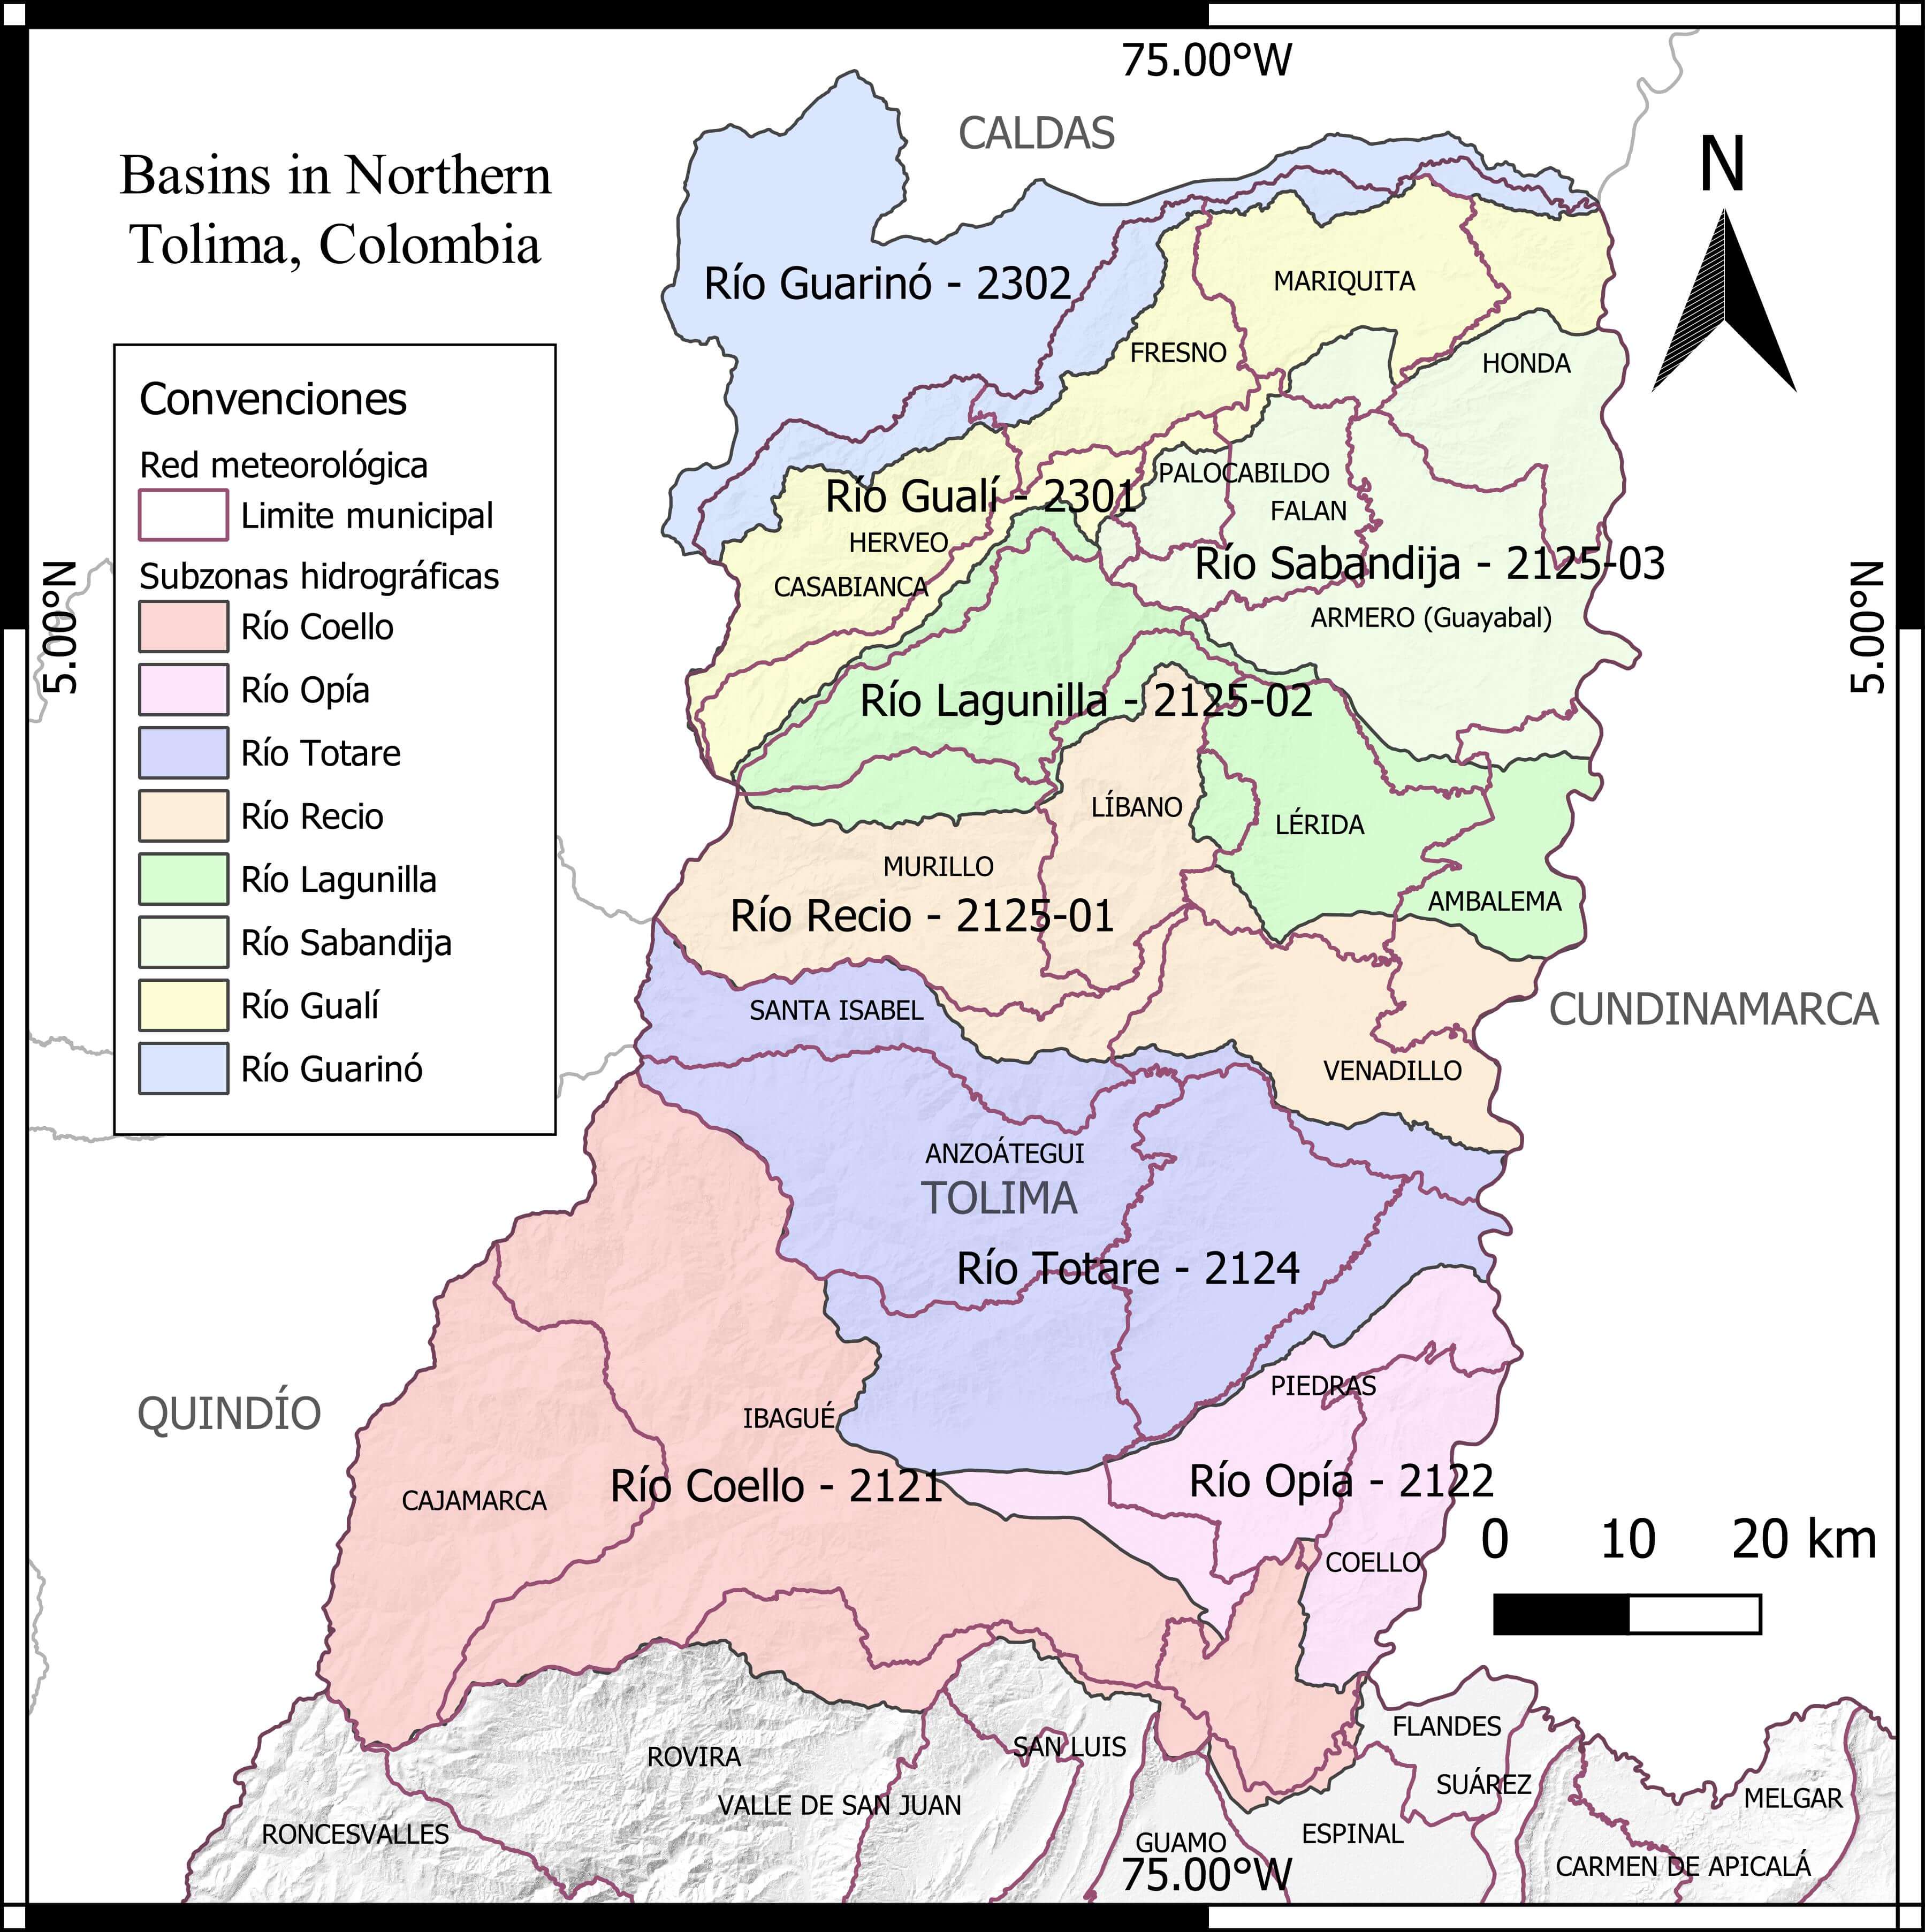 75.00°W
CALDAS
Basins in Northern
Tolima, Colombia
N
Río Guarinó - 2302
MARIQUITA
FRESNO
HONDA
Convenciones
Red meteorológica
Limite municipal
Subzonas hidrográficas
Río Coello
Río Opía
Río Totare
Río Recio
Río Lagunilla
Río Sabandija
Río Gualí
Río Guarinó
PALOCABILDO
Río Gualí - 2301
FALAN
HERVEO
Río Sabandija - 2125-03
CASABIANCA
ARMERO (Guayabal)
5.00°N
5.00°N
Río Lagunilla - 2125-02
LÍBANO
LÉRIDA
MURILLO
AMBALEMA
Río Recio - 2125-01
SANTA ISABEL
CUNDINAMARCA
VENADILLO
ANZOÁTEGUI
TOLIMA
Río Totare - 2124
PIEDRAS
QUINDÍO
IBAGUÉ
Río Coello - 2121
Río Opía - 2122
CAJAMARCA
0 10 20 km
COELLO
FLANDES
SAN LUIS
ROVIRA
SUÁREZ
MELGAR
VALLE DE SAN JUAN
RONCESVALLES
GUAMO
ESPINAL
CARMEN DE APICALÁ
75.00°W